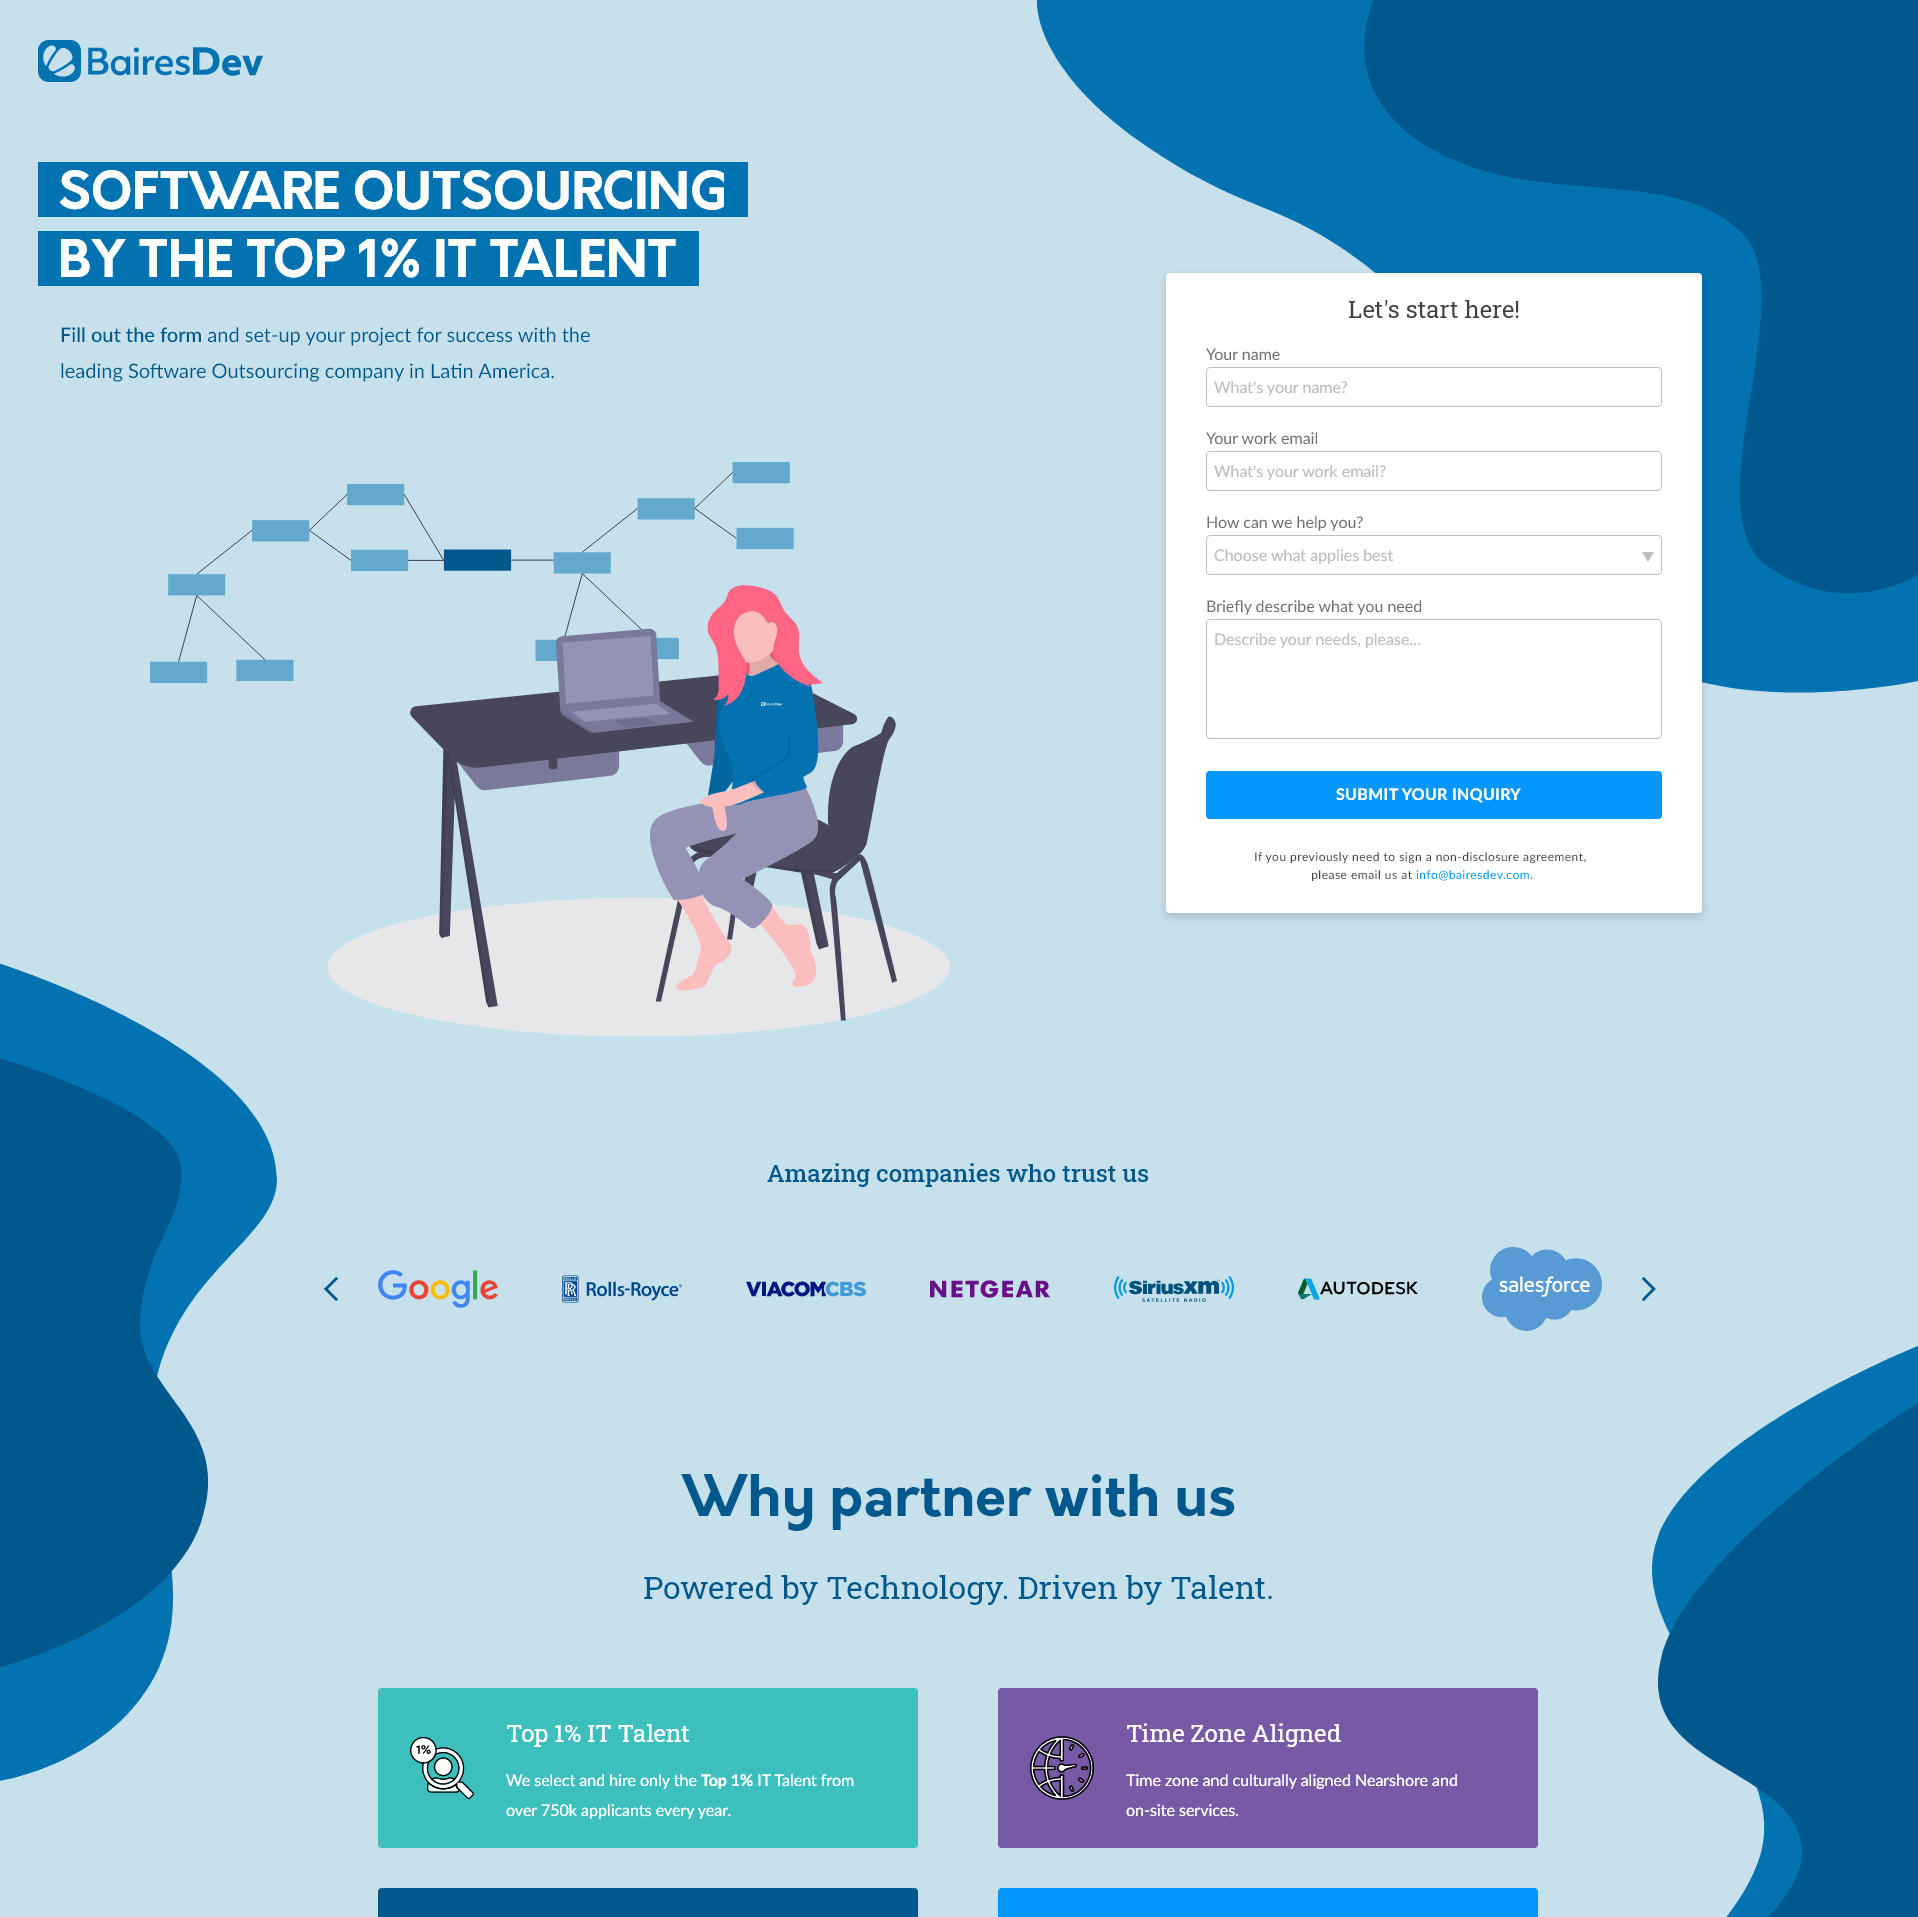 BairesDev
SOFTWARE OUTSOURCING
BY THE TOP 1% IT TALENT
Fill out the form and set-up your project for success with the
leading Software Outsourcing company in Latin America.
Let's start here!
Your name
What's your name?
Your work email
What's your work email?
How can we help you?
Choose what applies best
Briefly describe what you need
Describe your needs, please...
SUBMIT YOUR INQUIRY
If you previously need to sign a non-disclosure agreement,
please email us at info@bairesdev.com.
BairesDev
Amazing companies who trust us
Google
Rolls-Royce
VIACOMCBS
NETGEAR
SiriusXM
SATELLITE RADIO
AUTODESK
salesforce
Why partner with us
Powered by Technology. Driven by Talent.
1%
Top 1% IT Talent
We select and hire only the Top 1% IT Talent from
over 750k applicants every year.
Time Zone Aligned
Time zone and culturally aligned Nearshore and
on-site services.